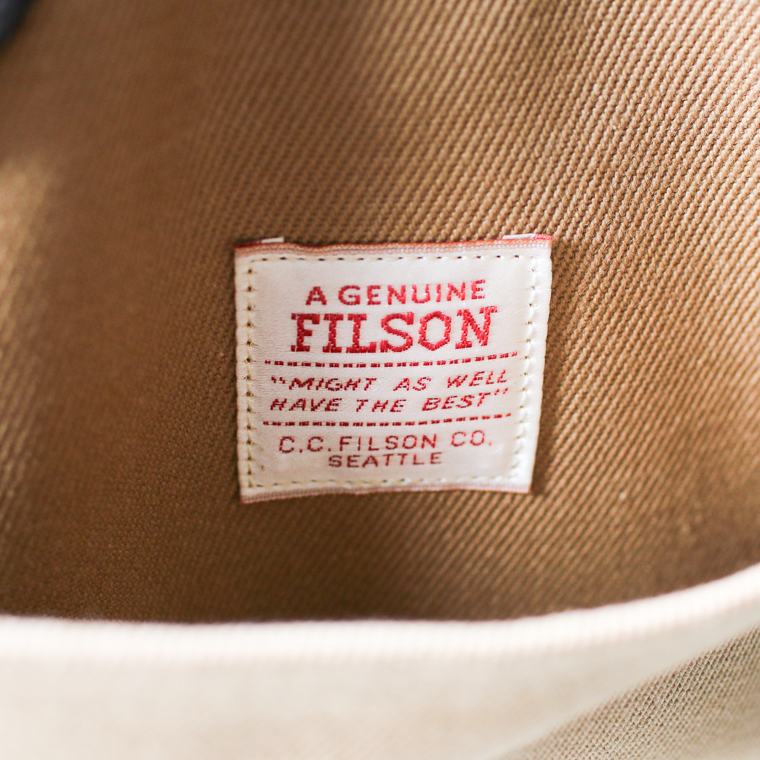 A GENUINE
FILSON
"MIGHT AS WELL
HAVE THE BEST"
C.C.FILSON CO.
SEATTLE